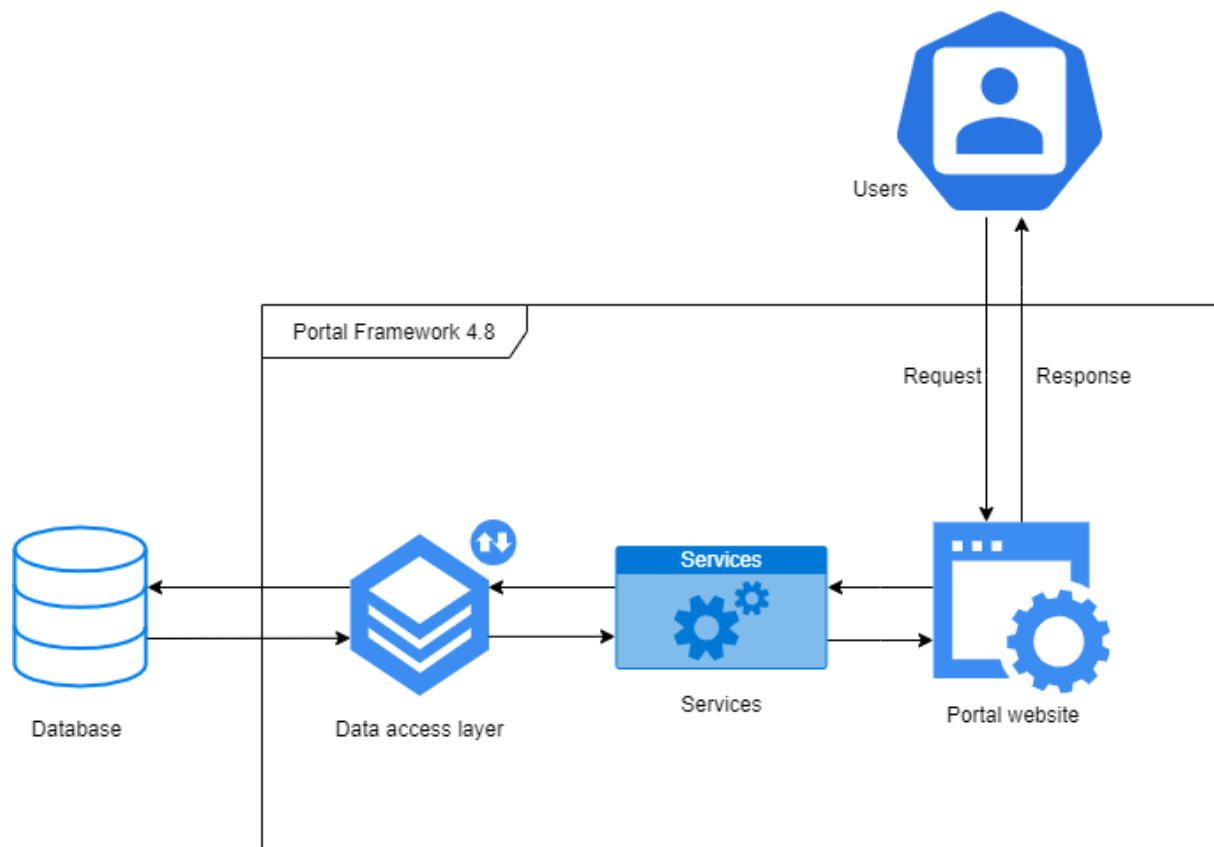 Users
Portal Framework 4.8
Request
Response
Services
Services
Database
Data access layer
Portal website